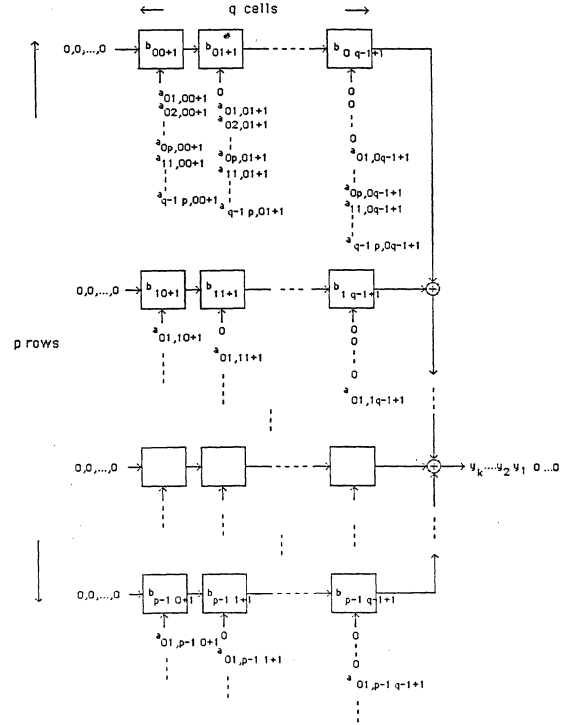 q cells
0,0,...,0 b00+1 b01+1 b0 q-1+1
a01,00+1 0 0
a02,00+1 a01,01+1 0
a02,01+1
0
a0p,00+1 a0p,01+1 a01,0q-1+1
a11,00+1 a11,01+1
a0p,0q-1+1
aq-1 p,00+1 a11,0q-1+1
aq-1 p,01+1
aq-1 p,0q-1+1
0,0,...,0 b10+1 b11+1 b1 q-1+1 +
a01,10+1 0 0
p rows
a01,11+1 0
0
a01,1q-1+1
0,0,...,0 + yk....y2 y1 0 ...0
0,0,...,0 bp-1 0+1 bp-1 1+1 bp-1 q-1+1
a01,p-1 0+1 0 0
a01,p-1 1+1
0
a01,p-1 q-1+1